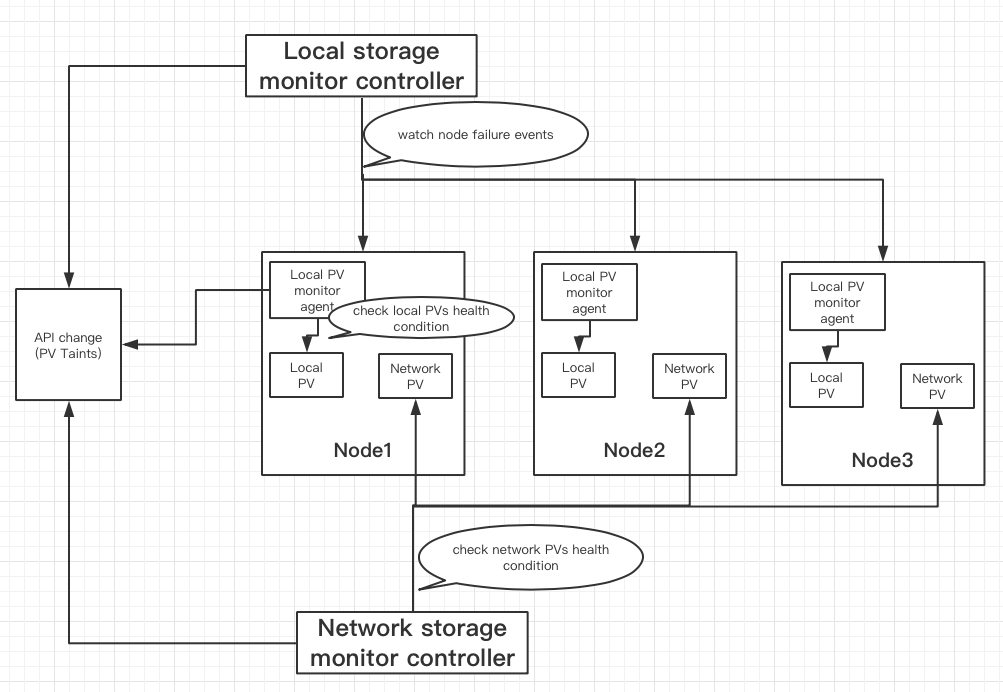 Local storage
monitor controller
watch node failure events
Local PV
monitor
agent
check local PVs health
condition
Local
PV
Network
PV
Node1
Local PV
monitor
agent
Local
PV
Network
PV
Node2
Local PV
monitor
agent
Local
PV
Network
PV
Node3
API change
(PV Taints)
check network PVs health
condition
Network storage
monitor controller